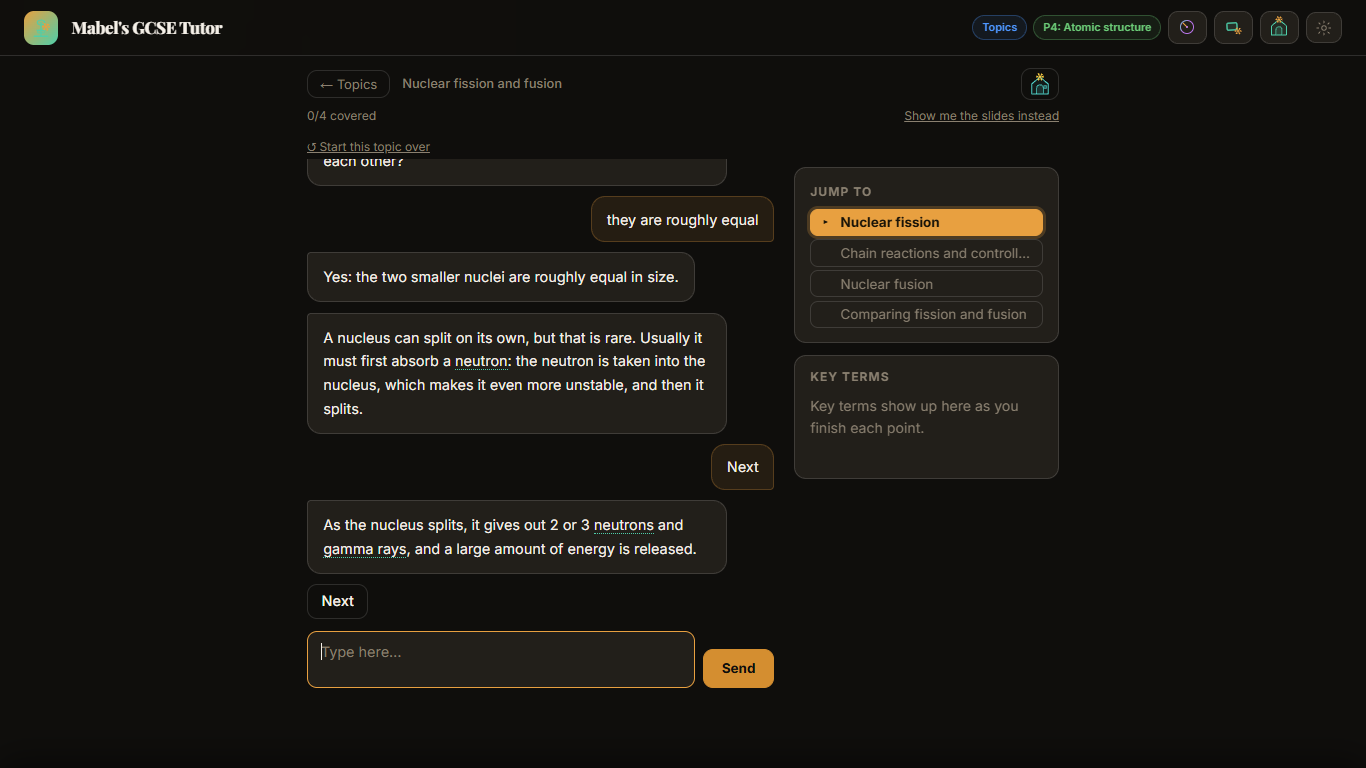 Mabel's GCSE Tutor
Topics
P4: Atomic structure
← Topics
Nuclear fission and fusion
0/4 covered
Show me the slides instead
↺ Start this topic over
each other?
they are roughly equal
Yes: the two smaller nuclei are roughly equal in size.
A nucleus can split on its own, but that is rare. Usually it
must first absorb a neutron: the neutron is taken into the
nucleus, which makes it even more unstable, and then it
splits.
Next
As the nucleus splits, it gives out 2 or 3 neutrons and
gamma rays, and a large amount of energy is released.
Next
Type here...
Send
JUMP TO
▸ Nuclear fission
Chain reactions and controll...
Nuclear fusion
Comparing fission and fusion
KEY TERMS
Key terms show up here as you
finish each point.